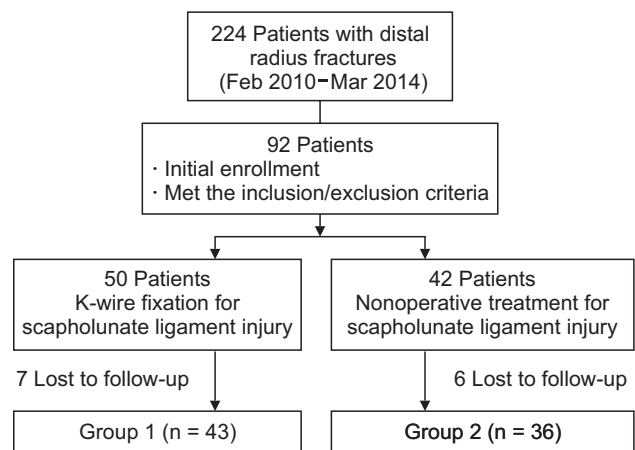 224 Patients with distal
radius fractures
(Feb 2010–Mar 2014)
92 Patients
· Initial enrollment
· Met the inclusion/exclusion criteria
50 Patients
K-wire fixation for
scapholunate ligament injury
42 Patients
Nonoperative treatment for
scapholunate ligament injury
7 Lost to follow-up
6 Lost to follow-up
Group 1 (n = 43)
Group 2 (n = 36)